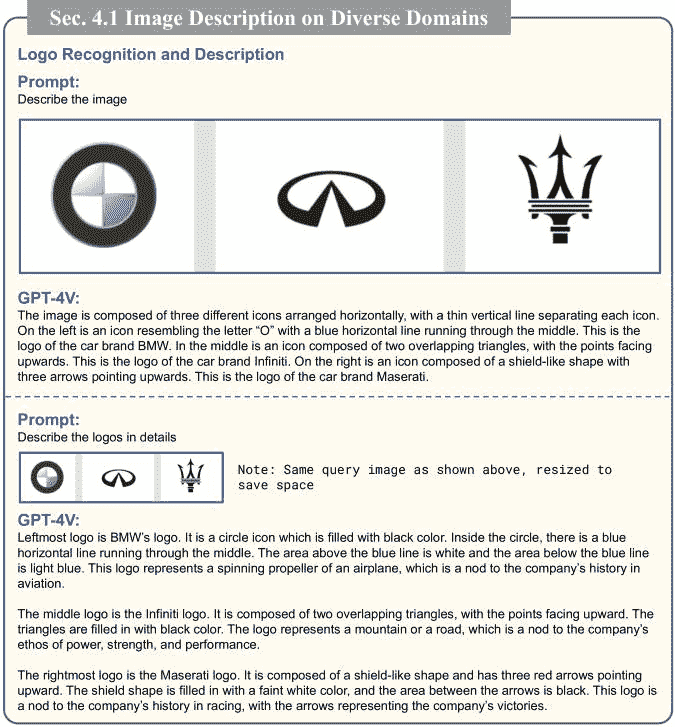 Sec. 4.1 Image Description on Diverse Domains
Logo Recognition and Description
Prompt:
Describe the image
GPT-4V:
The image is composed of three different icons arranged horizontally, with a thin vertical line separating each icon.
On the left is an icon resembling the letter “O” with a blue horizontal line running through the middle. This is the
logo of the car brand BMW. In the middle is an icon composed of two overlapping triangles, with the points facing
upwards. This is the logo of the car brand Infiniti. On the right is an icon composed of a shield-like shape with
three arrows pointing upwards. This is the logo of the car brand Maserati.
Prompt:
Describe the logos in details
Note: Same query image as shown above, resized to
save space
GPT-4V:
Leftmost logo is BMW’s logo. It is a circle icon which is filled with black color. Inside the circle, there is a blue
horizontal line running through the middle. The area above the blue line is white and the area below the blue line
is light blue. This logo represents a spinning propeller of an airplane, which is a nod to the company’s history in
aviation.
The middle logo is the Infiniti logo. It is composed of two overlapping triangles, with the points facing upward. The
triangles are filled in with black color. The logo represents a mountain or a road, which is a nod to the company’s
ethos of power, strength, and performance.
The rightmost logo is the Maserati logo. It is composed of a shield-like shape and has three red arrows pointing
upward. The shield shape is filled in with a faint white color, and the area between the arrows is black. This logo is
a nod to the company’s history in racing, with the arrows representing the company’s victories.